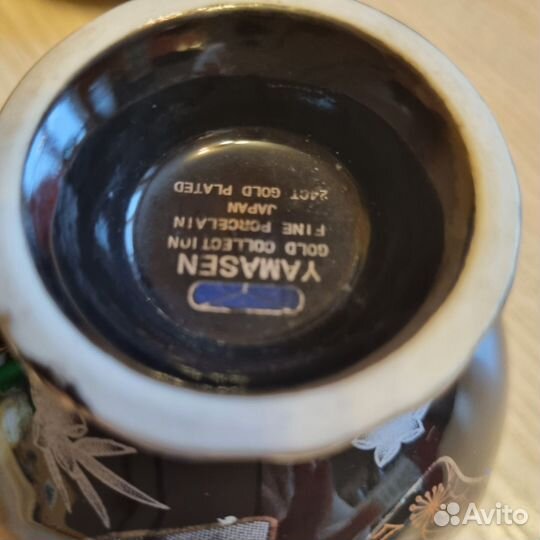 YAMASEN
GOLD COLLECTION
FINE PORCELAIN
JAPAN
24CT GOLD PLATED
Avito